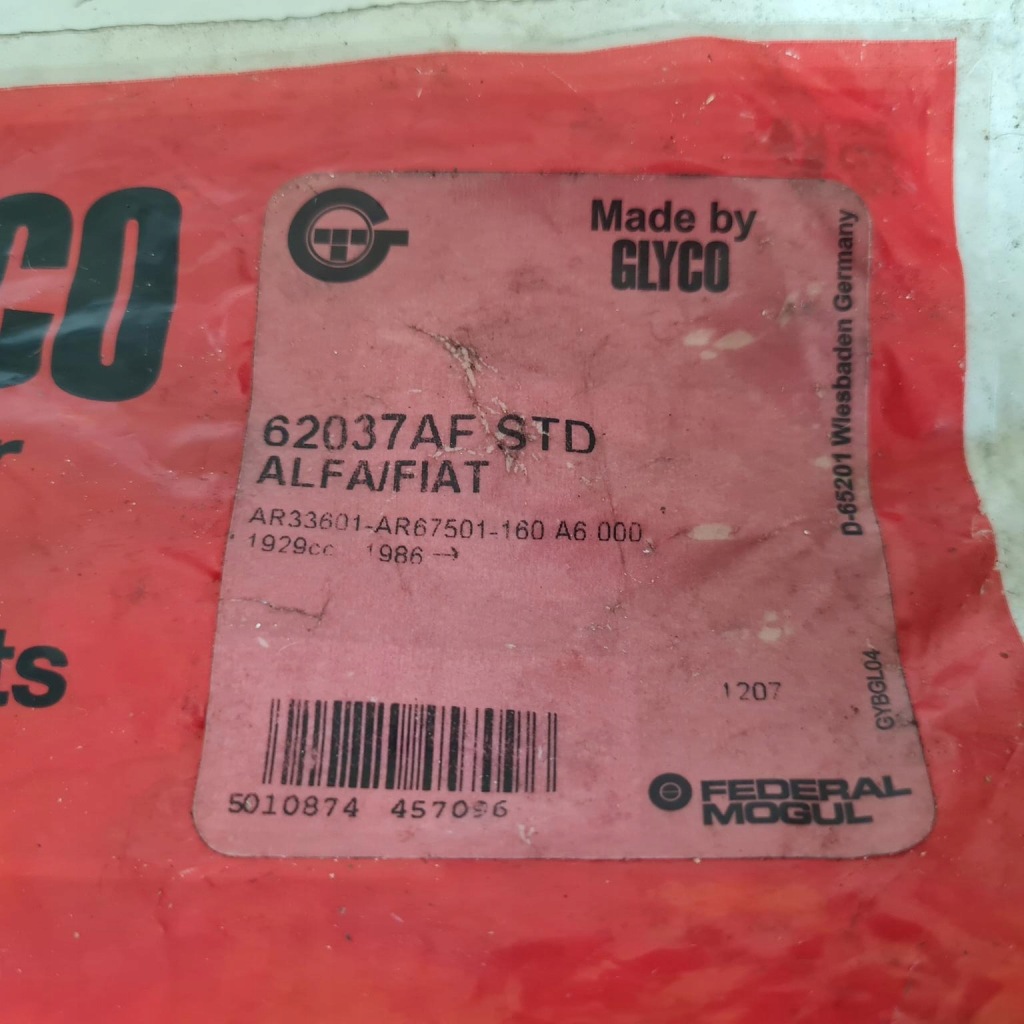 CO
r
ts
Made by
GLYCO
D-65201 Wiesbaden Germany
62037AF STD
ALFA/FIAT
AR33601-AR67501-160 A6 000
1929cc 1986 →
1207
GYBGL04
5010874 457096
FEDERAL
MOGUL